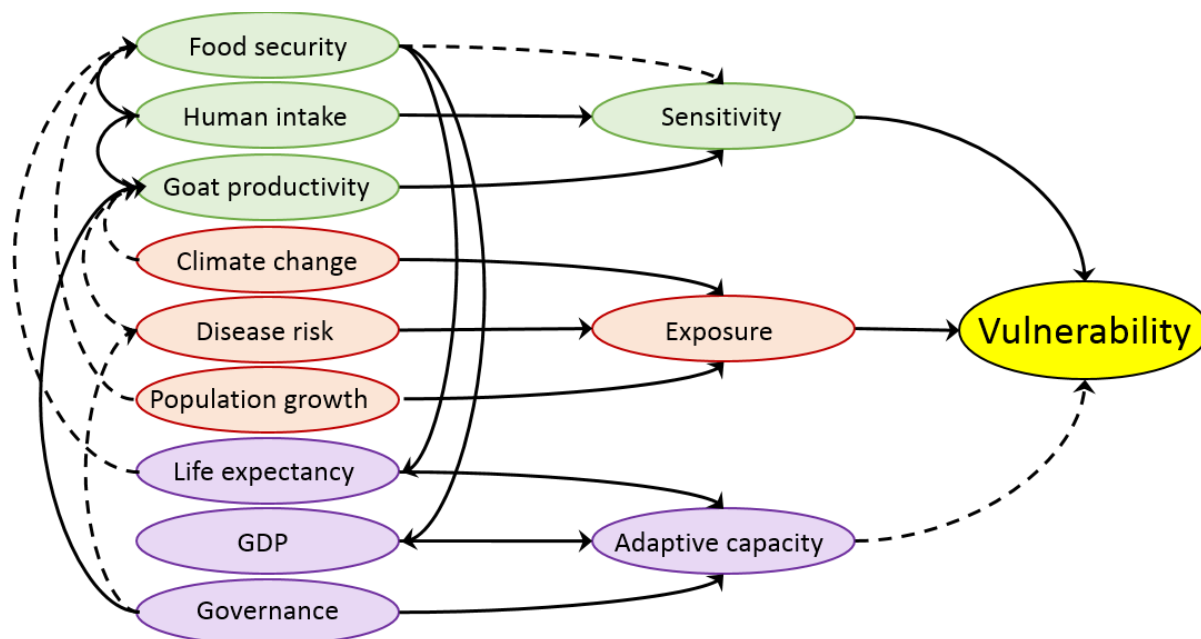 Food security
Human intake
Goat productivity
Climate change
Disease risk
Population growth
Life expectancy
GDP
Governance
Sensitivity
Exposure
Adaptive capacity
Vulnerability